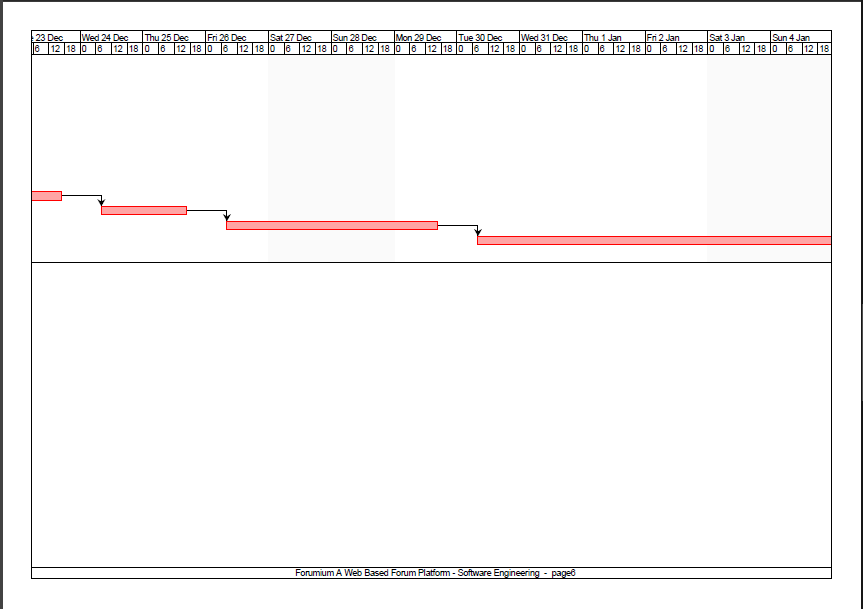 23 Dec Wed 24 Dec Thu 25 Dec Fri 26 Dec Sat 27 Dec Sun 28 Dec Mon 29 Dec Tue 30 Dec Wed 31 Dec Thu 1 Jan Fri 2 Jan Sat 3 Jan Sun 4 Jan
6 12 18 0 6 12 18 0 6 12 18 0 6 12 18 0 6 12 18 0 6 12 18 0 6 12 18 0 6 12 18 0 6 12 18 0 6 12 18 0 6 12 18 0 6 12 18 0 6 12 18
Forumium A Web Based Forum Platform - Software Engineering - page6